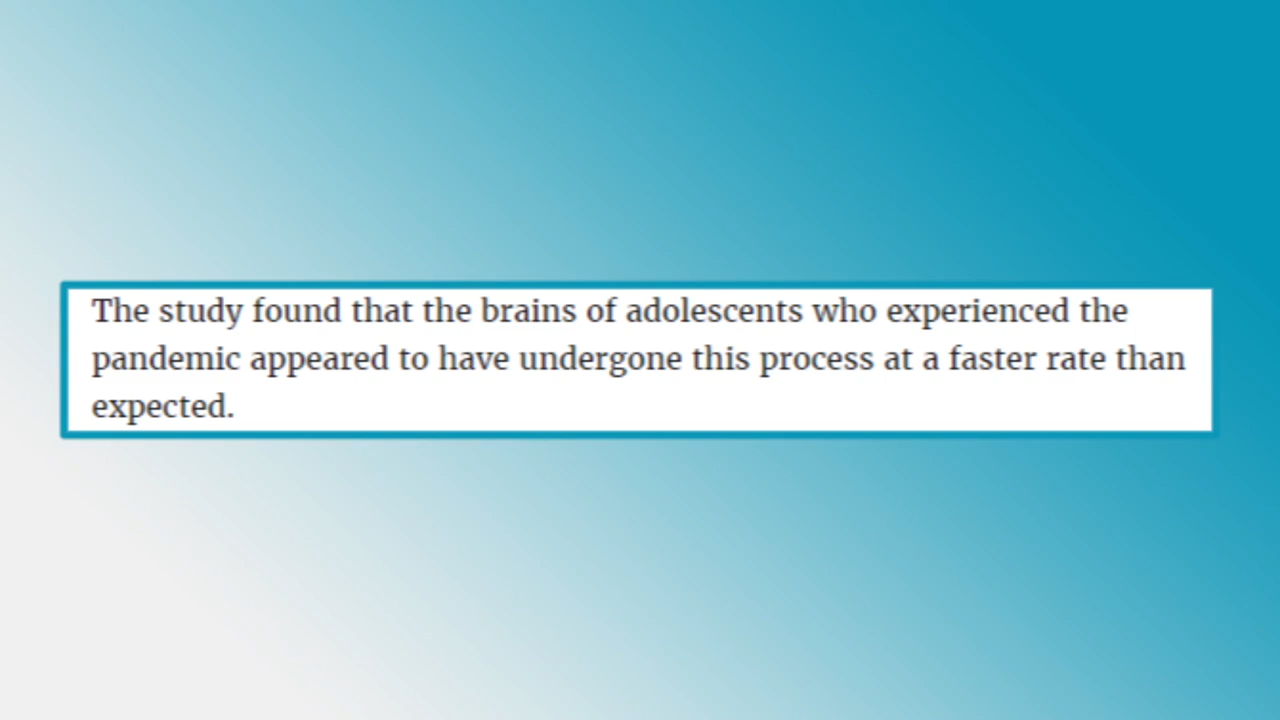 The study found that the brains of adolescents who experienced the
pandemic appeared to have undergone this process at a faster rate than
expected.